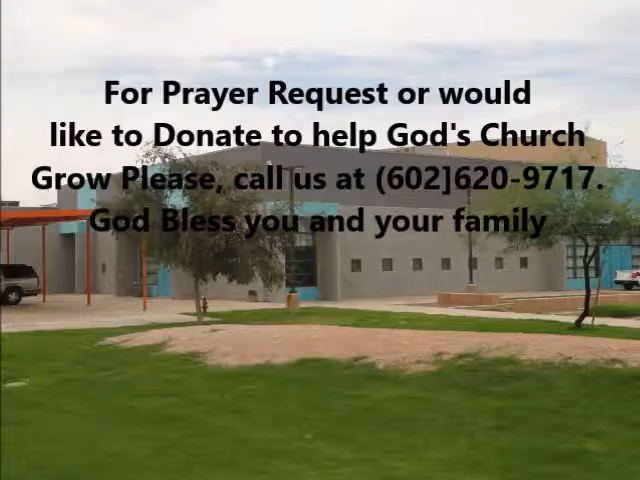 For Prayer Request or would
like to Donate to help God's Church
Grow Please, call us at (602]620-9717.
God Bless you and your family